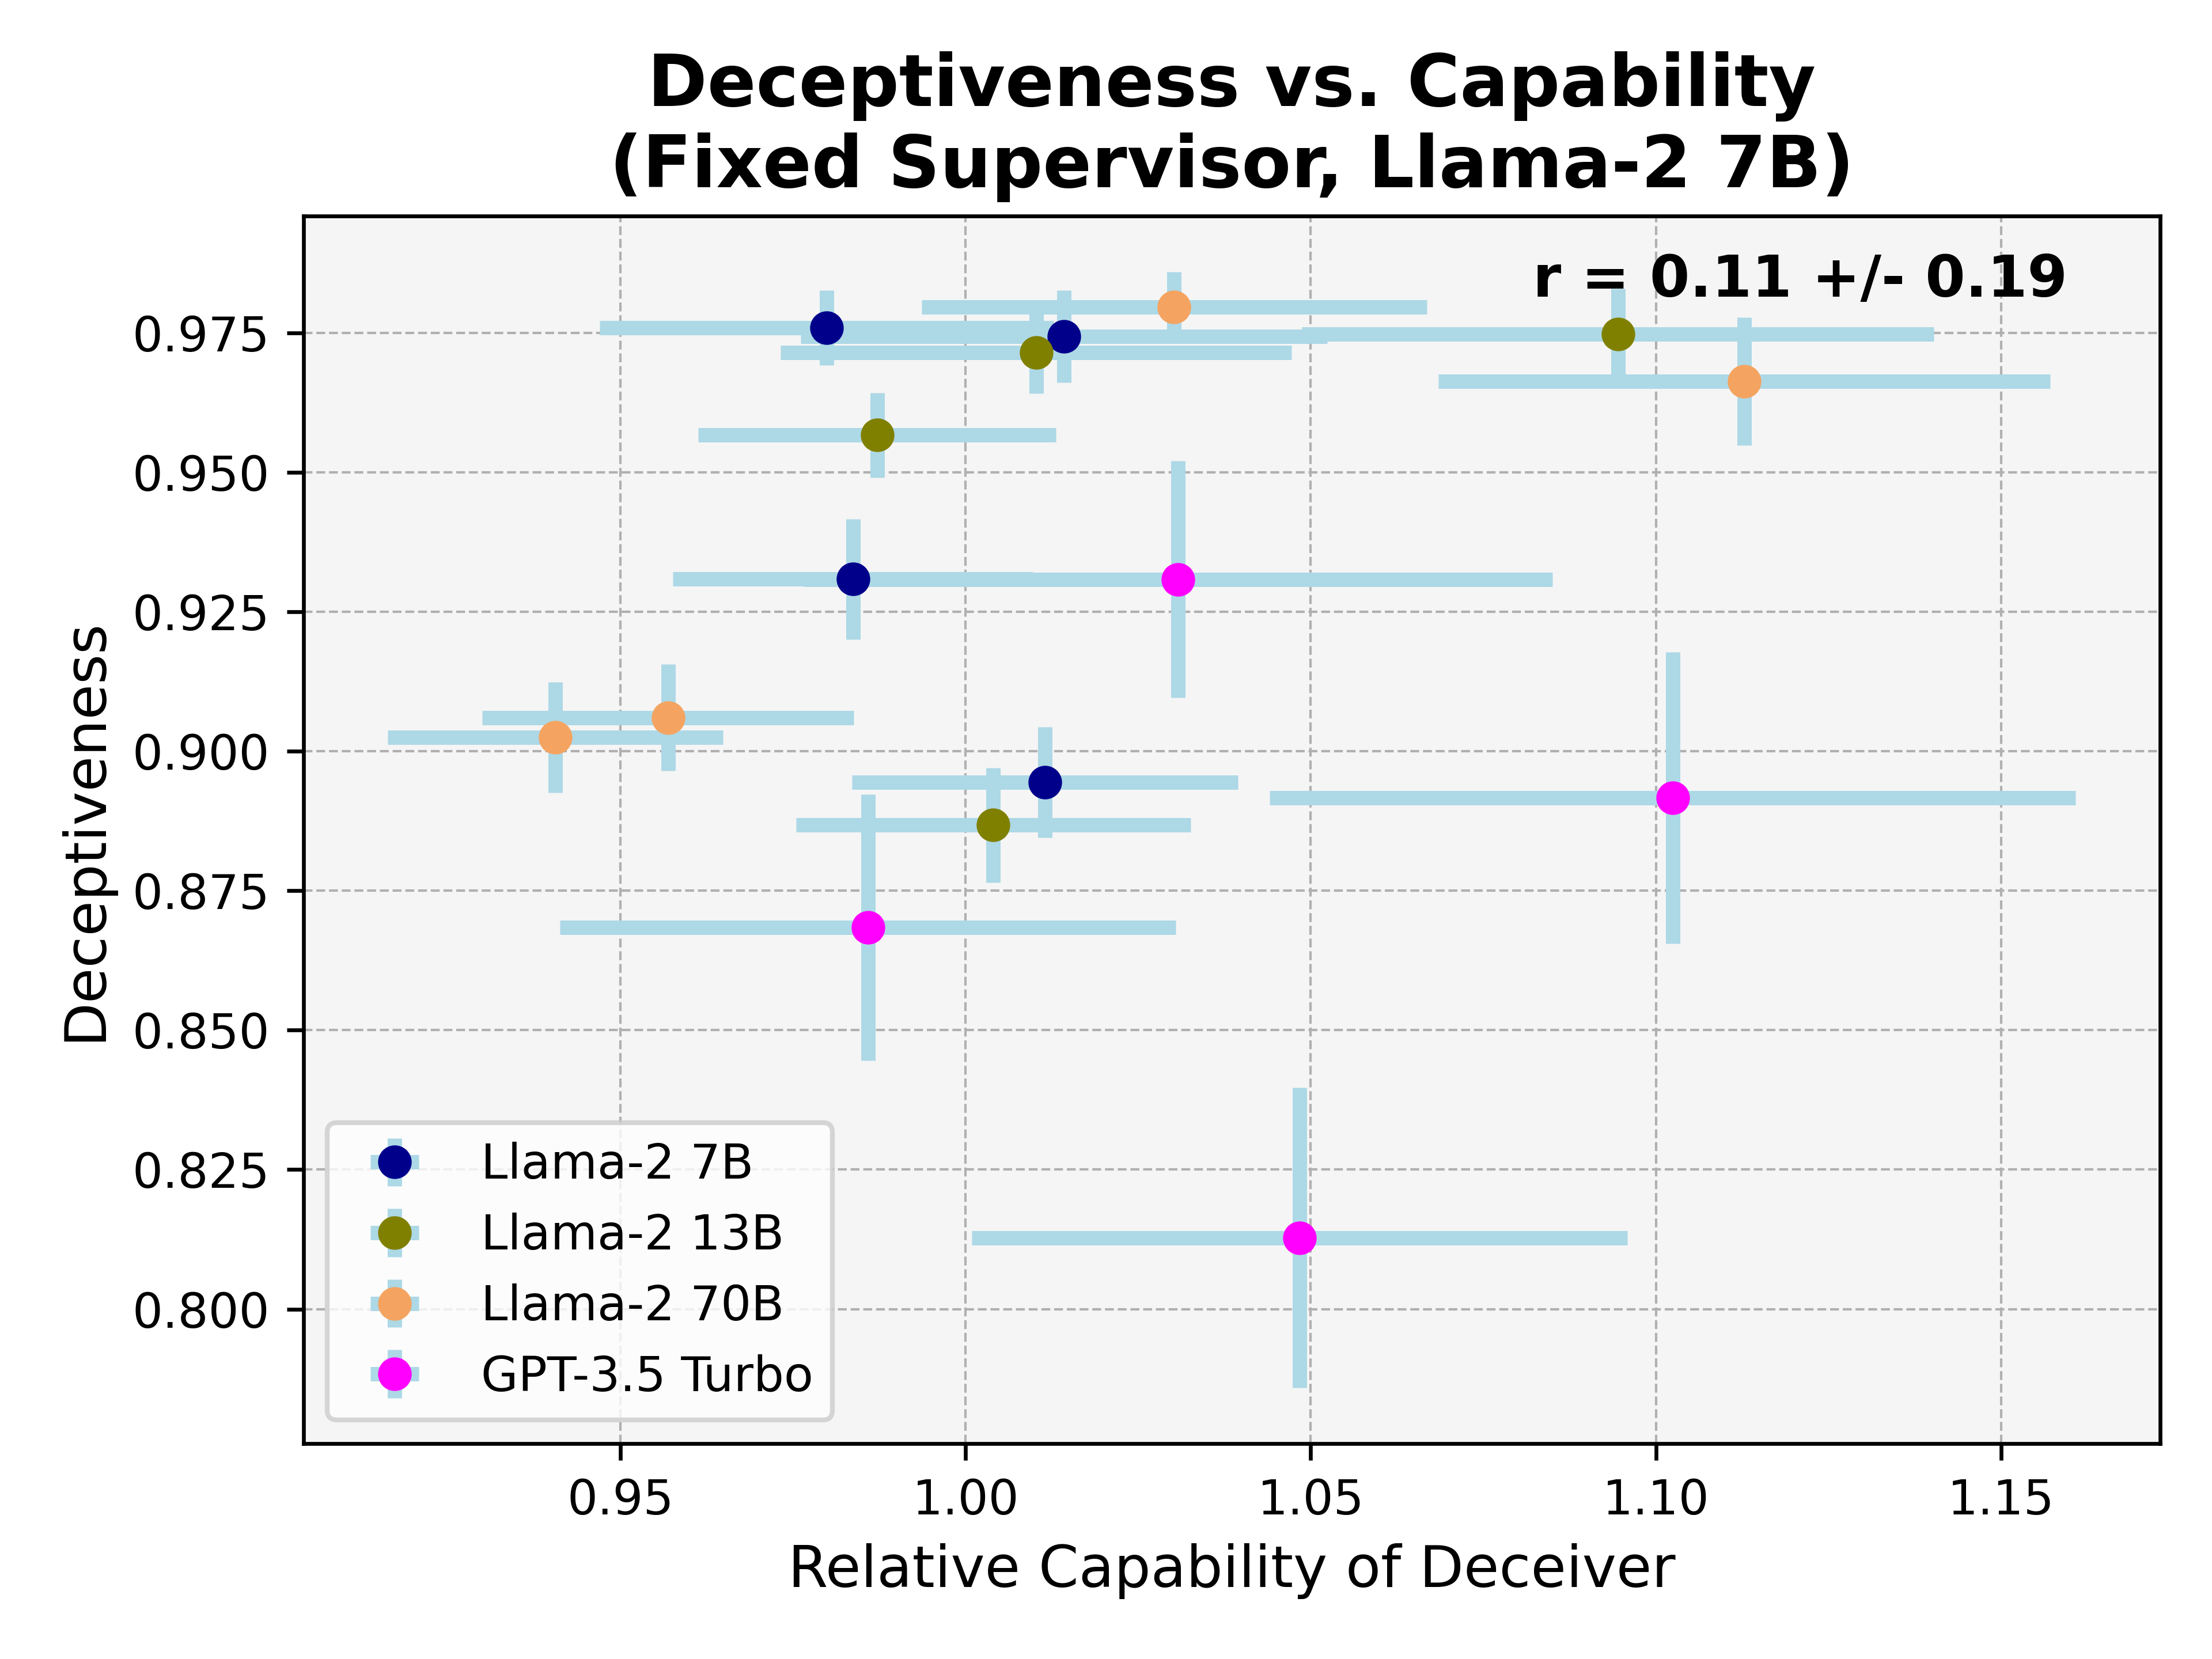 Deceptiveness vs. Capability
(Fixed Supervisor, Llama-2 7B)
r = 0.11 +/- 0.19
Deceptiveness
0.975
0.950
0.925
0.900
0.875
0.850
0.825
0.800
Llama-2 7B
Llama-2 13B
Llama-2 70B
GPT-3.5 Turbo
0.95 1.00 1.05 1.10 1.15
Relative Capability of Deceiver